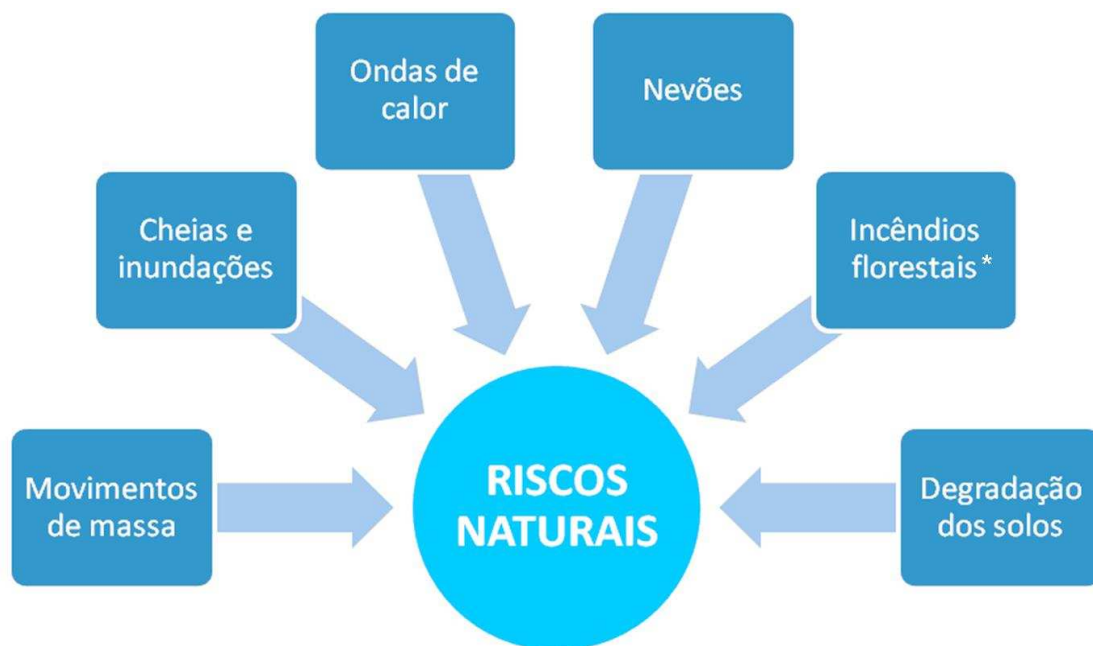 Ondas de
calor
Nevões
Cheias e
inundações
Incêndios
florestais *
Movimentos
de massa
RISCOS
NATURAIS
Degradação
dos solos